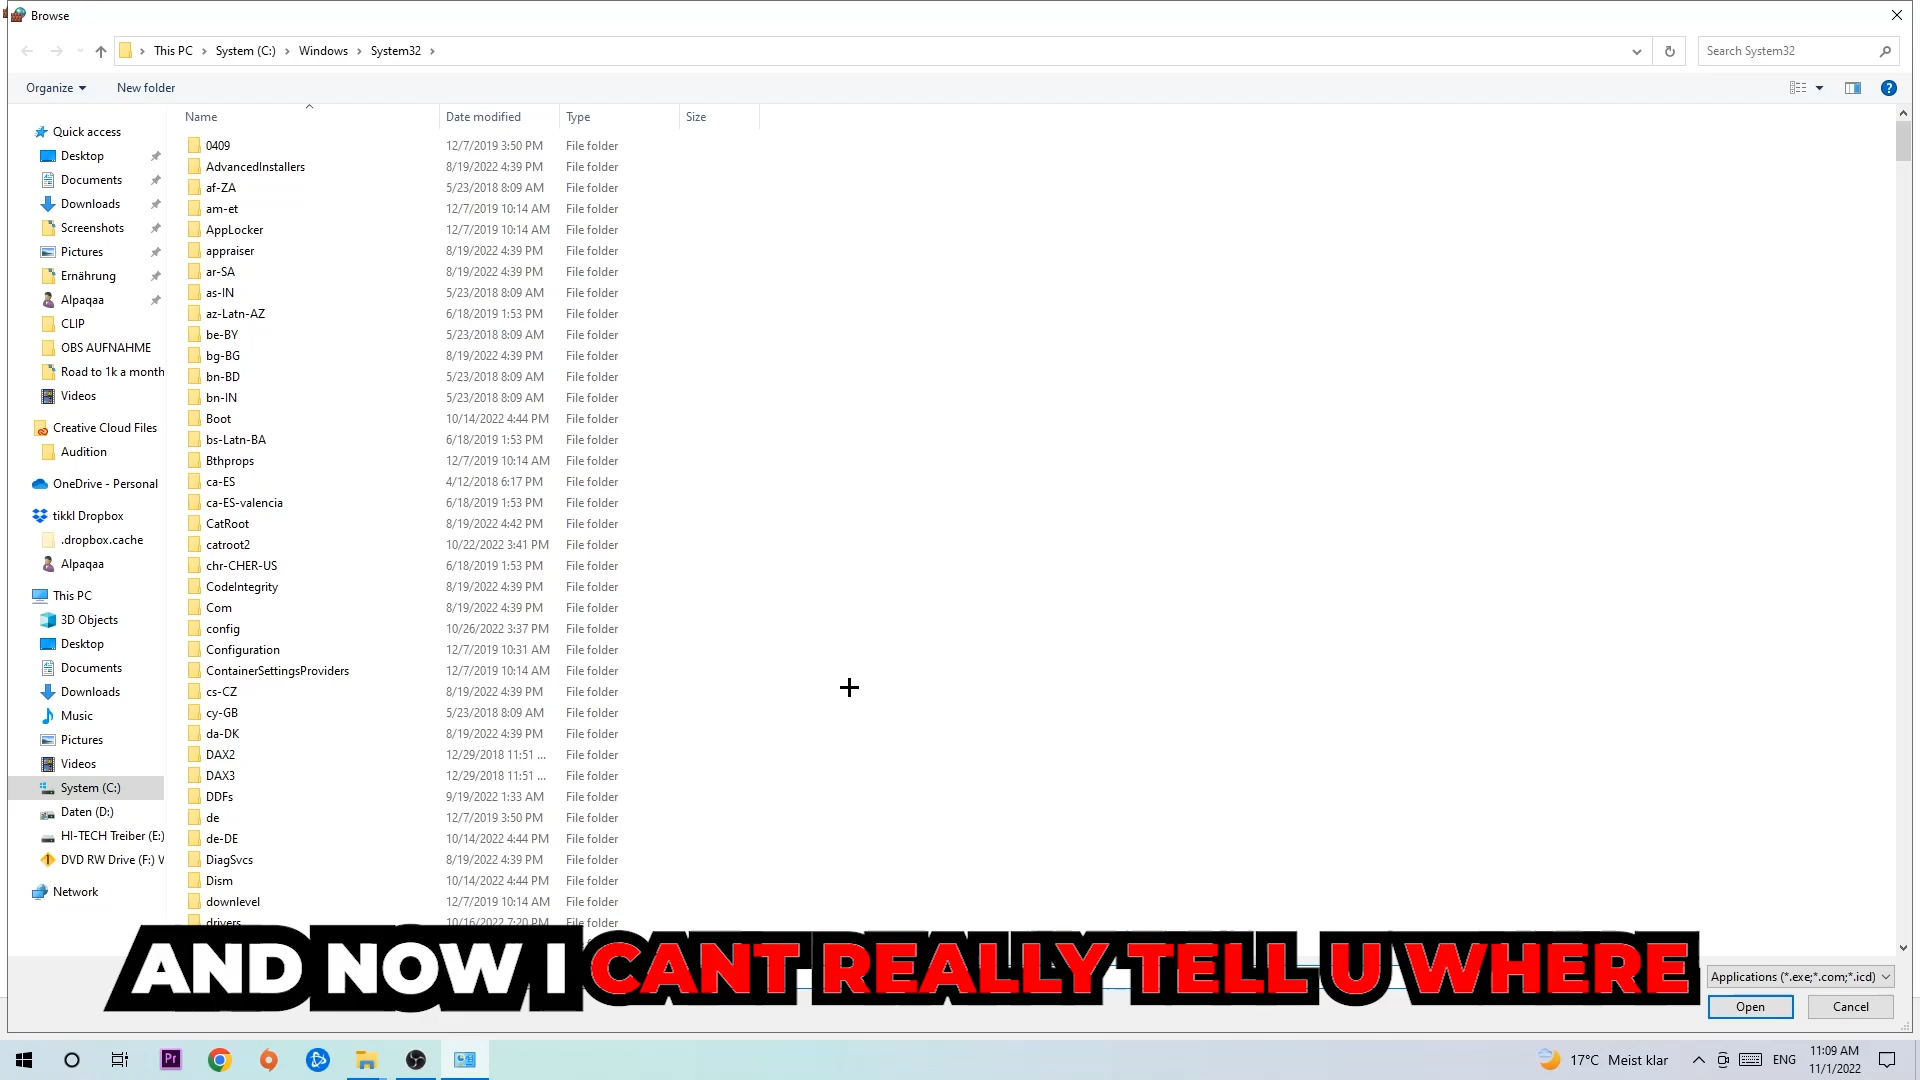 Browse
This PC > System (C:) > Windows > System32 >
Search System32
Organize
New folder
Name
Date modified
Type
Size
Quick access
Desktop
Documents
Downloads
Screenshots
Pictures
Ernährung
Alpaqaa
CLIP
OBS AUFNAHME
Road to 1k a month
Videos
Creative Cloud Files
Audition
OneDrive - Personal
tikkl Dropbox
.dropbox.cache
Alpaqaa
This PC
3D Objects
Desktop
Documents
Downloads
Music
Pictures
Videos
System (C:)
Daten (D:)
HI-TECH Treiber (E:)
DVD RW Drive (F:) V
Network
0409 12/7/2019 3:50 PM File folder
AdvancedInstallers 8/19/2022 4:39 PM File folder
af-ZA 5/23/2018 8:09 AM File folder
am-et 12/7/2019 10:14 AM File folder
AppLocker 12/7/2019 10:14 AM File folder
appraiser 8/19/2022 4:39 PM File folder
ar-SA 8/19/2022 4:39 PM File folder
as-IN 5/23/2018 8:09 AM File folder
az-Latn-AZ 6/18/2019 1:53 PM File folder
be-BY 5/23/2018 8:09 AM File folder
bg-BG 8/19/2022 4:39 PM File folder
bn-BD 5/23/2018 8:09 AM File folder
bn-IN 5/23/2018 8:09 AM File folder
Boot 10/14/2022 4:44 PM File folder
bs-Latn-BA 6/18/2019 1:53 PM File folder
Bthprops 12/7/2019 10:14 AM File folder
ca-ES 4/12/2018 6:17 PM File folder
ca-ES-valencia 6/18/2019 1:53 PM File folder
CatRoot 8/19/2022 4:42 PM File folder
catroot2 10/22/2022 3:41 PM File folder
chr-CHER-US 6/18/2019 1:53 PM File folder
CodeIntegrity 8/19/2022 4:39 PM File folder
Com 8/19/2022 4:39 PM File folder
config 10/26/2022 3:37 PM File folder
Configuration 12/7/2019 10:31 AM File folder
ContainerSettingsProviders 12/7/2019 10:14 AM File folder
cs-CZ 8/19/2022 4:39 PM File folder
cy-GB 5/23/2018 8:09 AM File folder
da-DK 8/19/2022 4:39 PM File folder
DAX2 12/29/2018 11:51 ... File folder
DAX3 12/29/2018 11:51 ... File folder
DDFs 9/19/2022 1:33 AM File folder
de 12/7/2019 3:50 PM File folder
de-DE 10/14/2022 4:44 PM File folder
DiagSvcs 8/19/2022 4:39 PM File folder
Dism 10/14/2022 4:44 PM File folder
downlevel 12/7/2019 10:14 AM File folder
drivers 10/16/2022 7:20 PM File folder
AND NOW I CANT REALLY TELL U WHERE
Applications (*.exe;*.com;*.icd)
Open
Cancel
Pr
17°C Meist klar
ENG
11:09 AM
11/1/2022